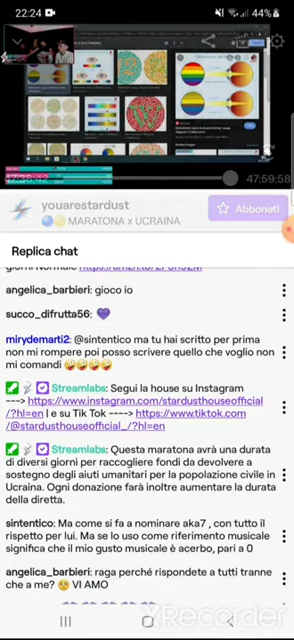 22:24
44%
47:36:42
47:59:58
youarestardust
MARATONA x UCRAINA
Abbonati
Replica chat
giorni Normale
angelica_barbieri: gioco io
succo_difrutta56:
mirydemarti2: @sintentico ma tu hai scritto per prima
non mi rompere poi posso scrivere quello che voglio non
mi comandi
Streamlabs: Segui la house su Instagram
---> https://www.instagram.com/stardusthouseofficial
/?hl=en | e su Tik Tok ----> https://www.tiktok.com
/@stardusthouseofficial_/?hl=en
Streamlabs: Questa maratona avrà una durata
di diversi giorni per raccogliere fondi da devolvere a
sostegno degli aiuti umanitari per la popolazione civile in
Ucraina. Ogni donazione farà inoltre aumentare la durata
della diretta.
sintentico: Ma come si fa a nominare aka7 , con tutto il
rispetto per lui. Ma se lo uso come riferimento musicale
significa che il mio gusto musicale è acerbo, pari a 0
angelica_barbieri: raga perché rispondete a tutti tranne
che a me? VI AMO
XRecorder